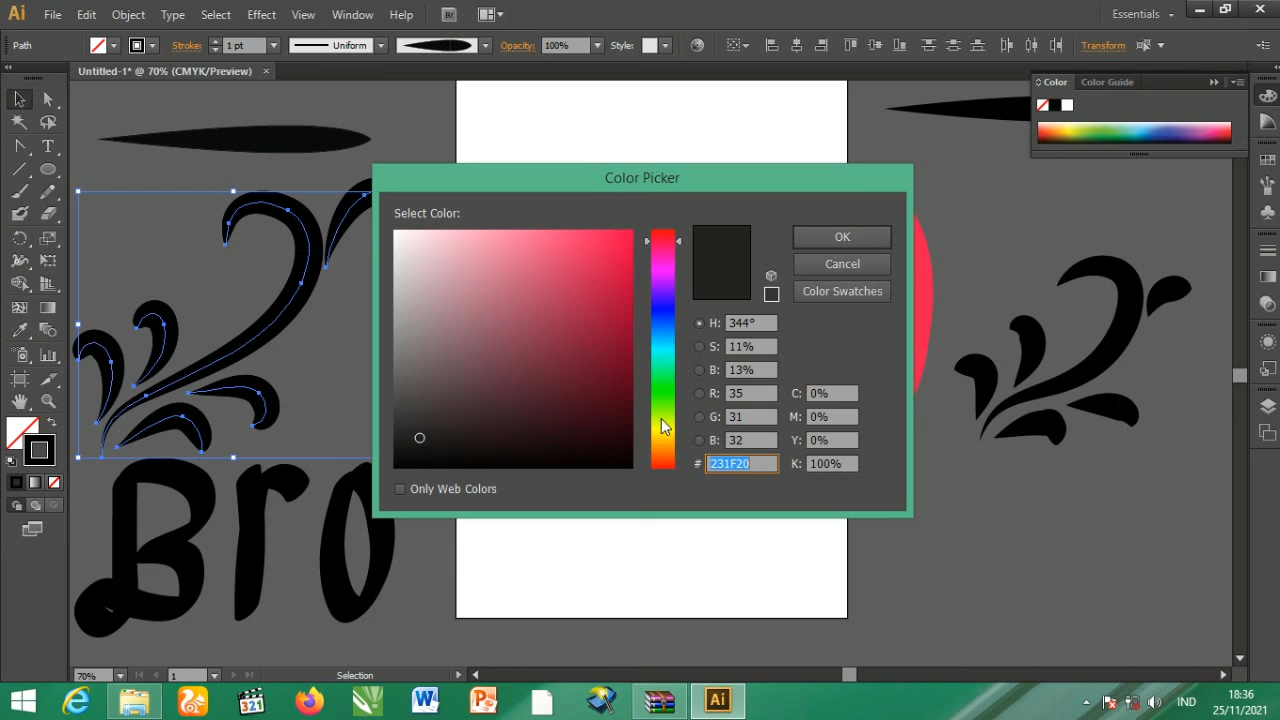 Ai File Edit Object Type Select Effect View Window Help Br Essentials
Path Stroke: 1 pt Uniform Opacity: 100% Style: Transform
Untitled-1* @ 70% (CMYK/Preview) ×
Color Color Guide
Color Picker
Select Color:
OK
Cancel
Color Swatches
H: 344°
S: 11%
B: 13%
R: 35 C: 0%
G: 31 M: 0%
B: 32 Y: 0%
# 231F20 K: 100%
Only Web Colors
Bro
70% 1 Selection
321 W P Ai IND 18:36
25/11/2021